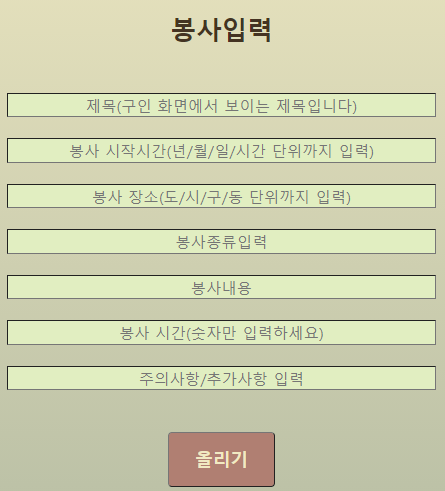 봉사입력
제목(구인 화면에서 보이는 제목입니다)
봉사 시작시간(년/월/일/시간 단위까지 입력)
봉사 장소(도/시/구/동 단위까지 입력)
봉사종류입력
봉사내용
봉사 시간(숫자만 입력하세요)
주의사항/추가사항 입력
올리기